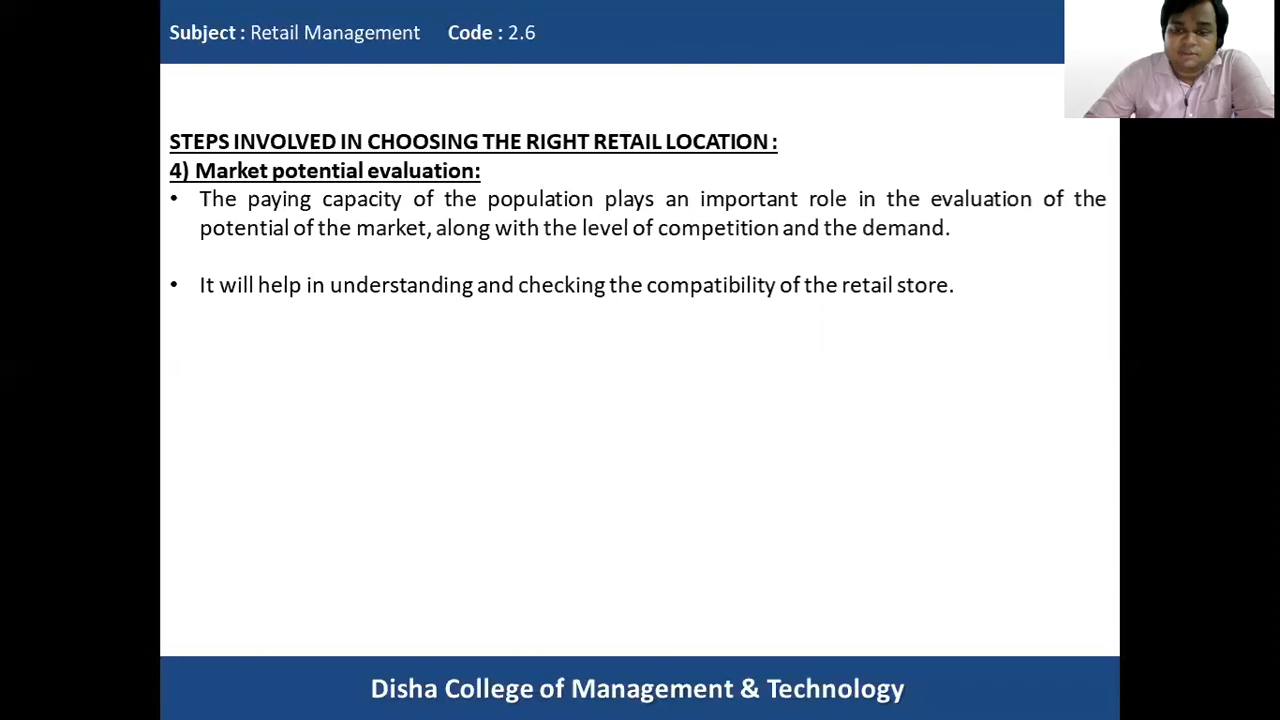 Subject : Retail Management Code : 2.6
STEPS INVOLVED IN CHOOSING THE RIGHT RETAIL LOCATION :
4) Market potential evaluation:
• The paying capacity of the population plays an important role in the evaluation of the
potential of the market, along with the level of competition and the demand.
• It will help in understanding and checking the compatibility of the retail store.
Disha College of Management & Technology